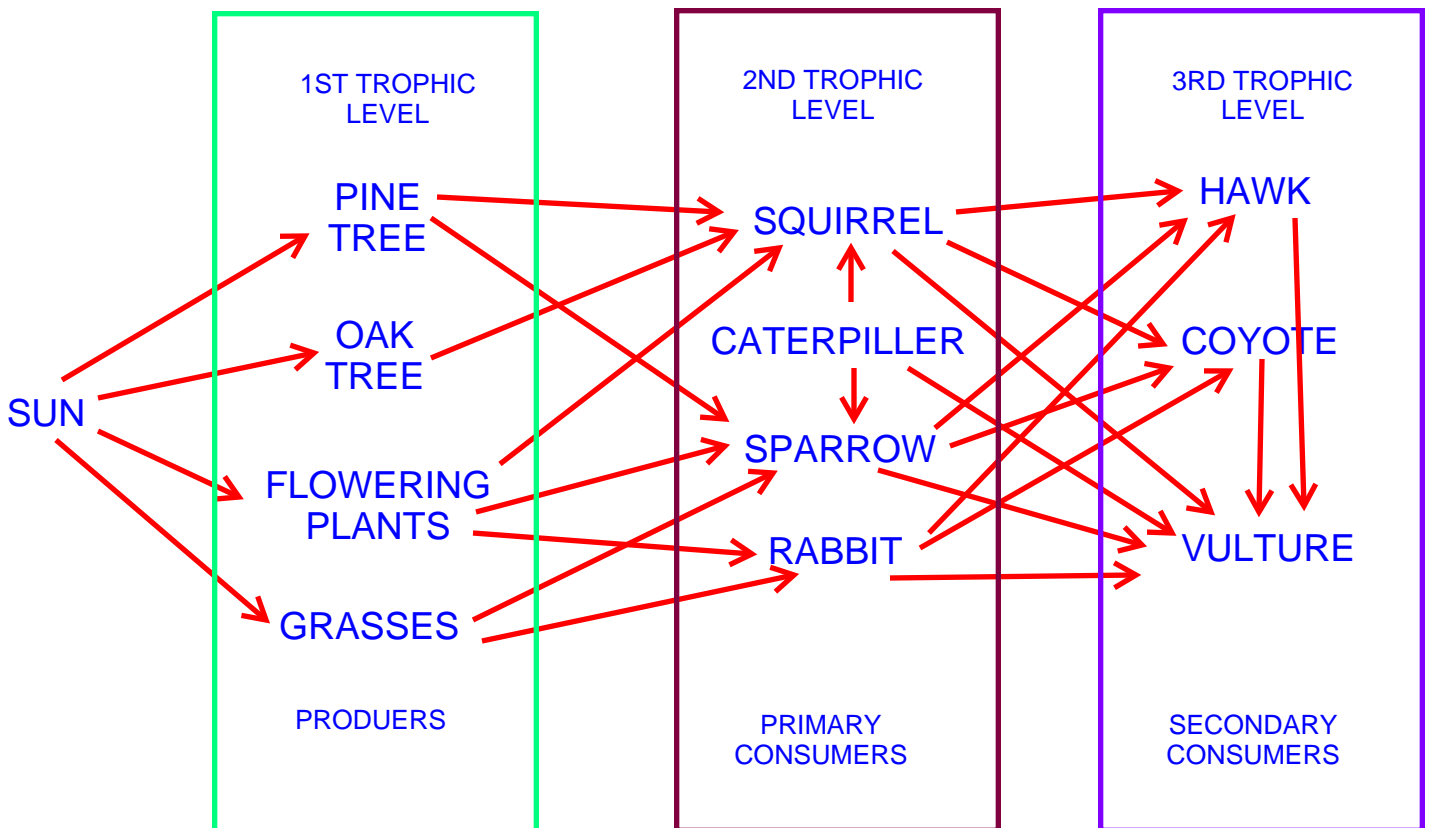 SUN
1ST TROPHIC
LEVEL
PINE
TREE
OAK
TREE
FLOWERING
PLANTS
GRASSES
PRODUERS
2ND TROPHIC
LEVEL
SQUIRREL
CATERPILLER
SPARROW
RABBIT
PRIMARY
CONSUMERS
3RD TROPHIC
LEVEL
HAWK
COYOTE
VULTURE
SECONDARY
CONSUMERS